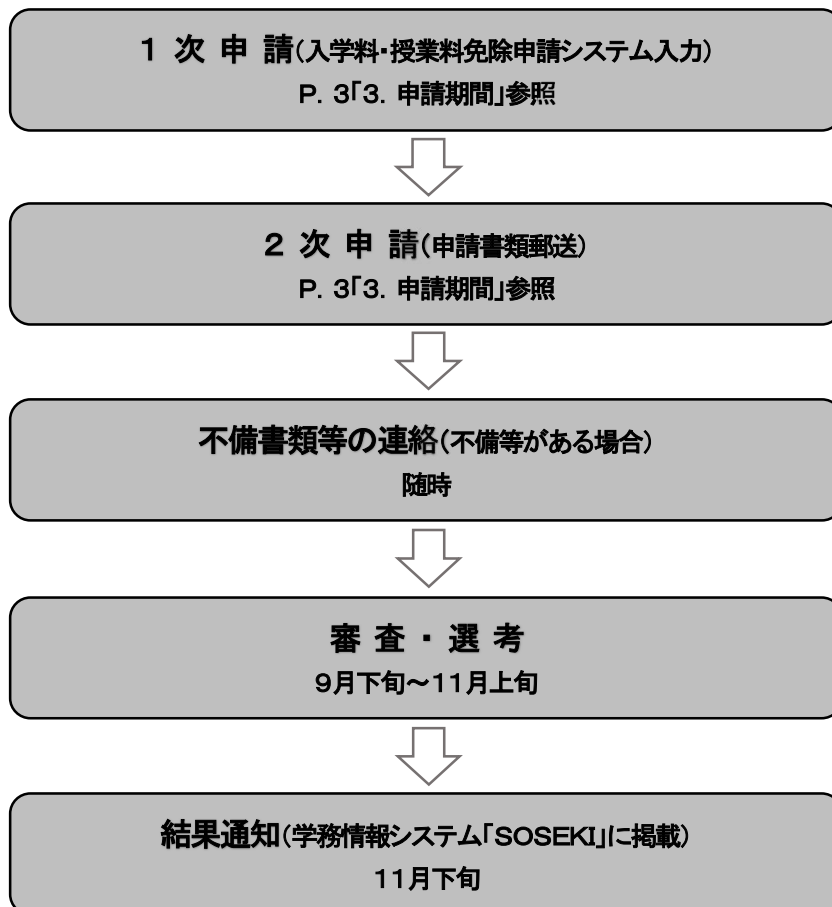 １ 次 申 請（入学料・授業料免除申請システム入力）
Ｐ．３「３．申請期間」参照
２ 次 申 請（申請書類郵送）
Ｐ．３「３．申請期間」参照
不備書類等の連絡（不備等がある場合）
随時
審 査 ・ 選 考
９月下旬～１１月上旬
結果通知（学務情報システム「ＳＯＳＥＫＩ」に掲載）
１１月下旬